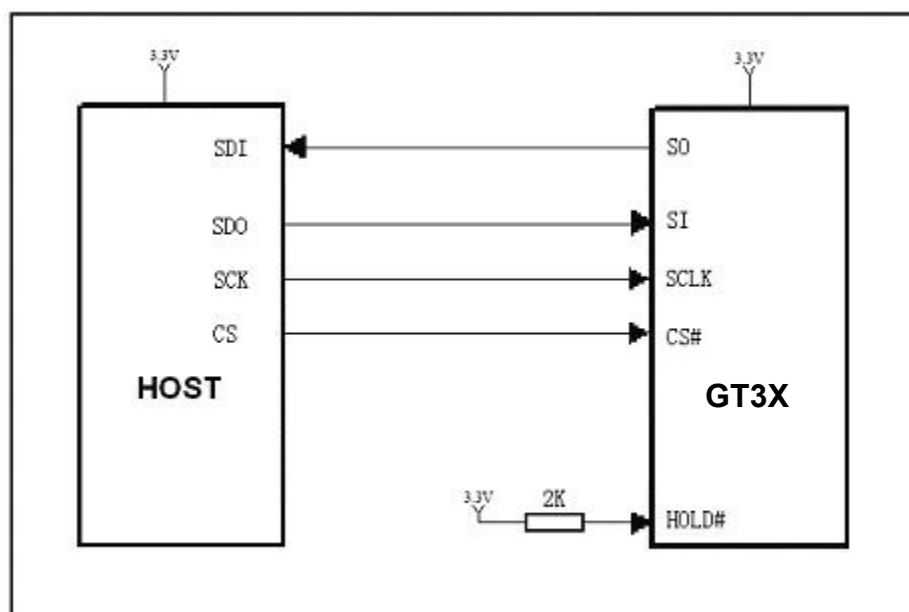 3.3V
3.3V
SDI
SO
SDO
SI
SCK
SCLK
CS
CS#
HOST
GT3X
3.3V
2K
HOLD#